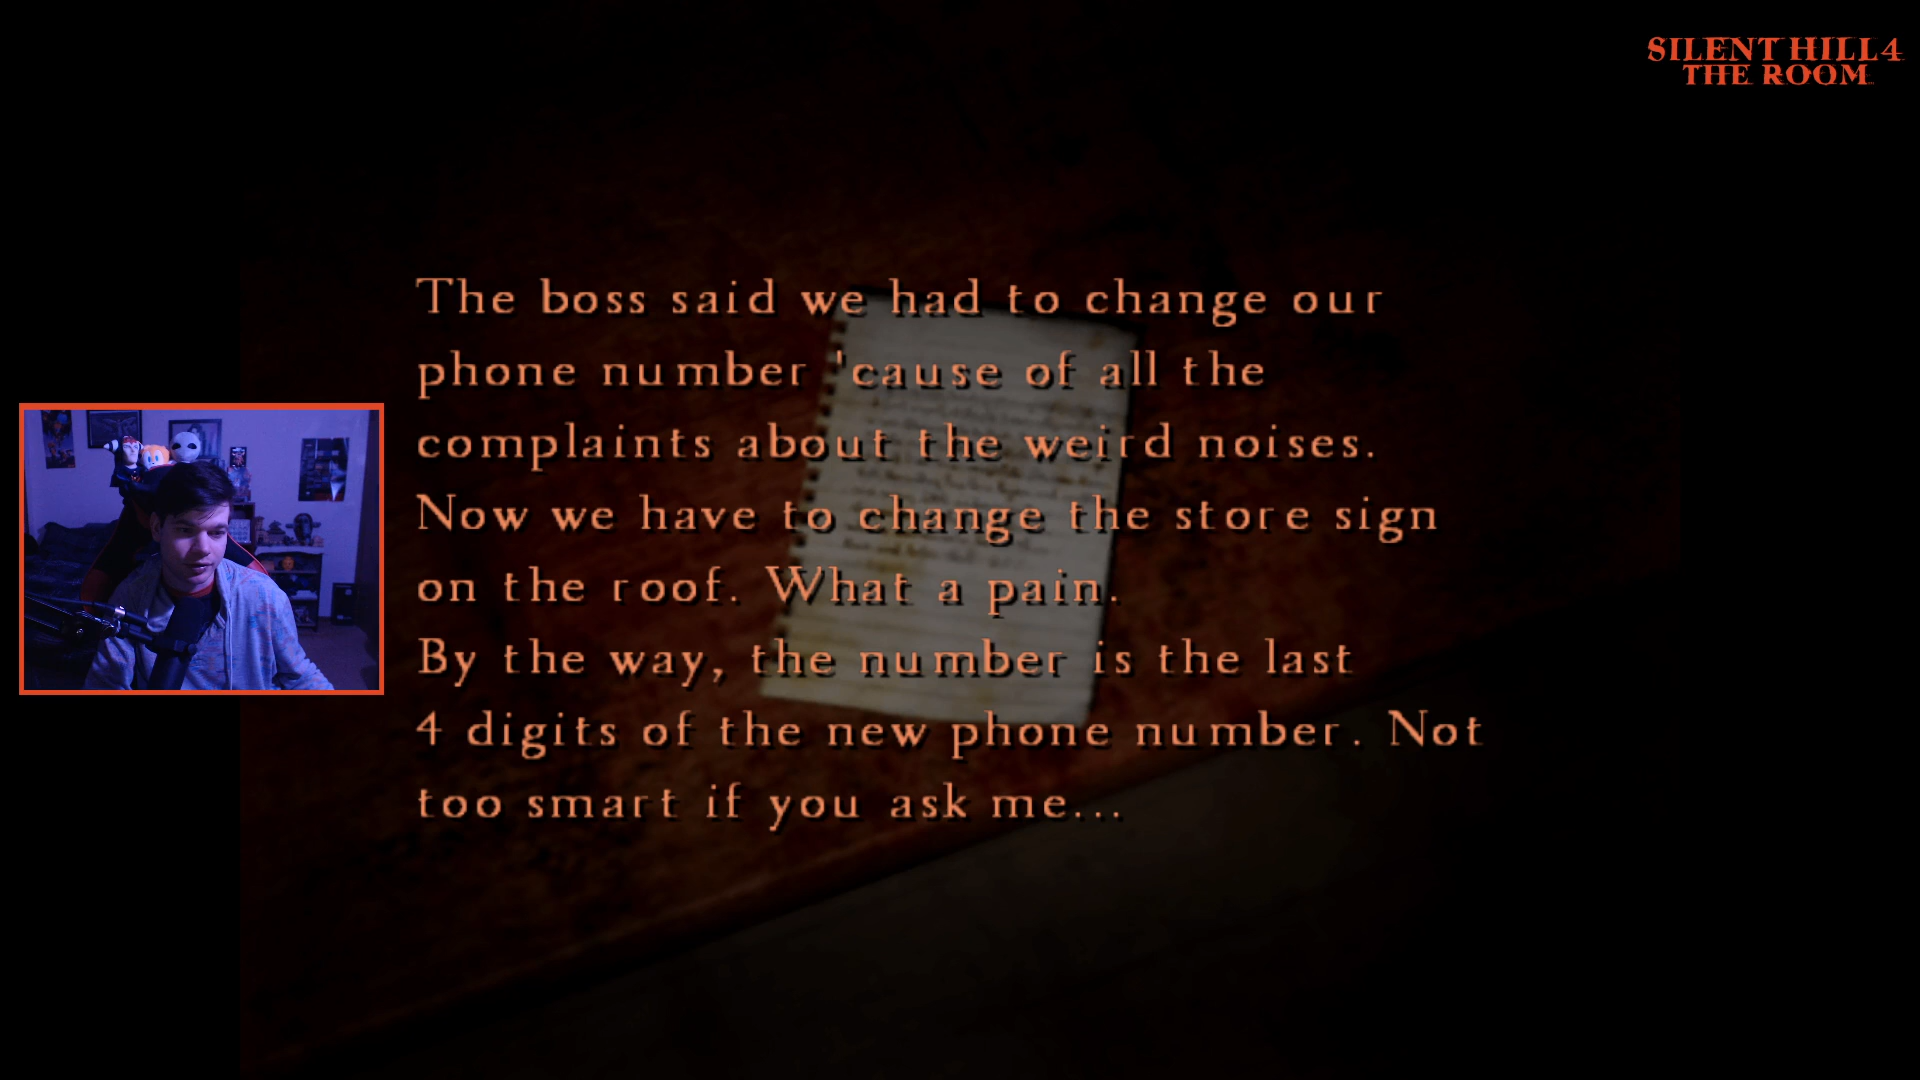 SILENT HILL 4
THE ROOM
The boss said we had to change our
phone number 'cause of all the
complaints about the weird noises.
Now we have to change the store sign
on the roof. What a pain.
By the way, the number is the last
4 digits of the new phone number. Not
too smart if you ask me...